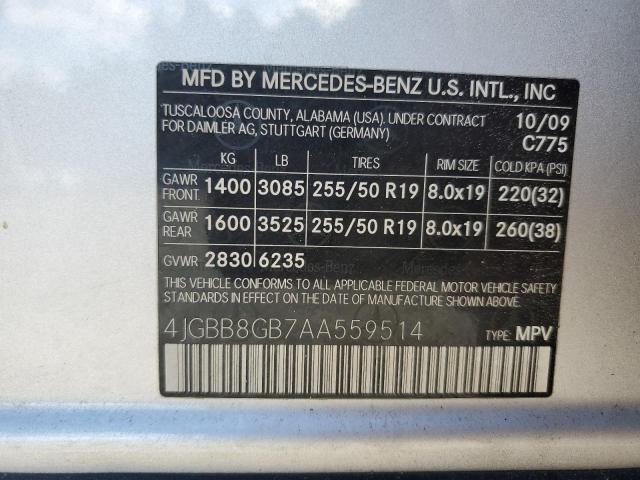 MFD BY MERCEDES-BENZ U.S. INTL., INC
TUSCALOOSA COUNTY, ALABAMA (USA), UNDER CONTRACT 10/09
FOR DAIMLER AG, STUTTGART (GERMANY) C775
KG LB TIRES RIM SIZE COLD KPA (PSI)
GAWR FRONT 1400 3085 255/50 R19 8.0x19 220(32)
GAWR REAR 1600 3525 255/50 R19 8.0x19 260(38)
GVWR 2830 6235
THIS VEHICLE CONFORMS TO ALL APPLICABLE FEDERAL MOTOR VEHICLE SAFETY
STANDARDS IN EFFECT ON THE DATE OF MANUFACTURE SHOWN ABOVE.
4JGBB8GB7AA559514 TYPE: MPV